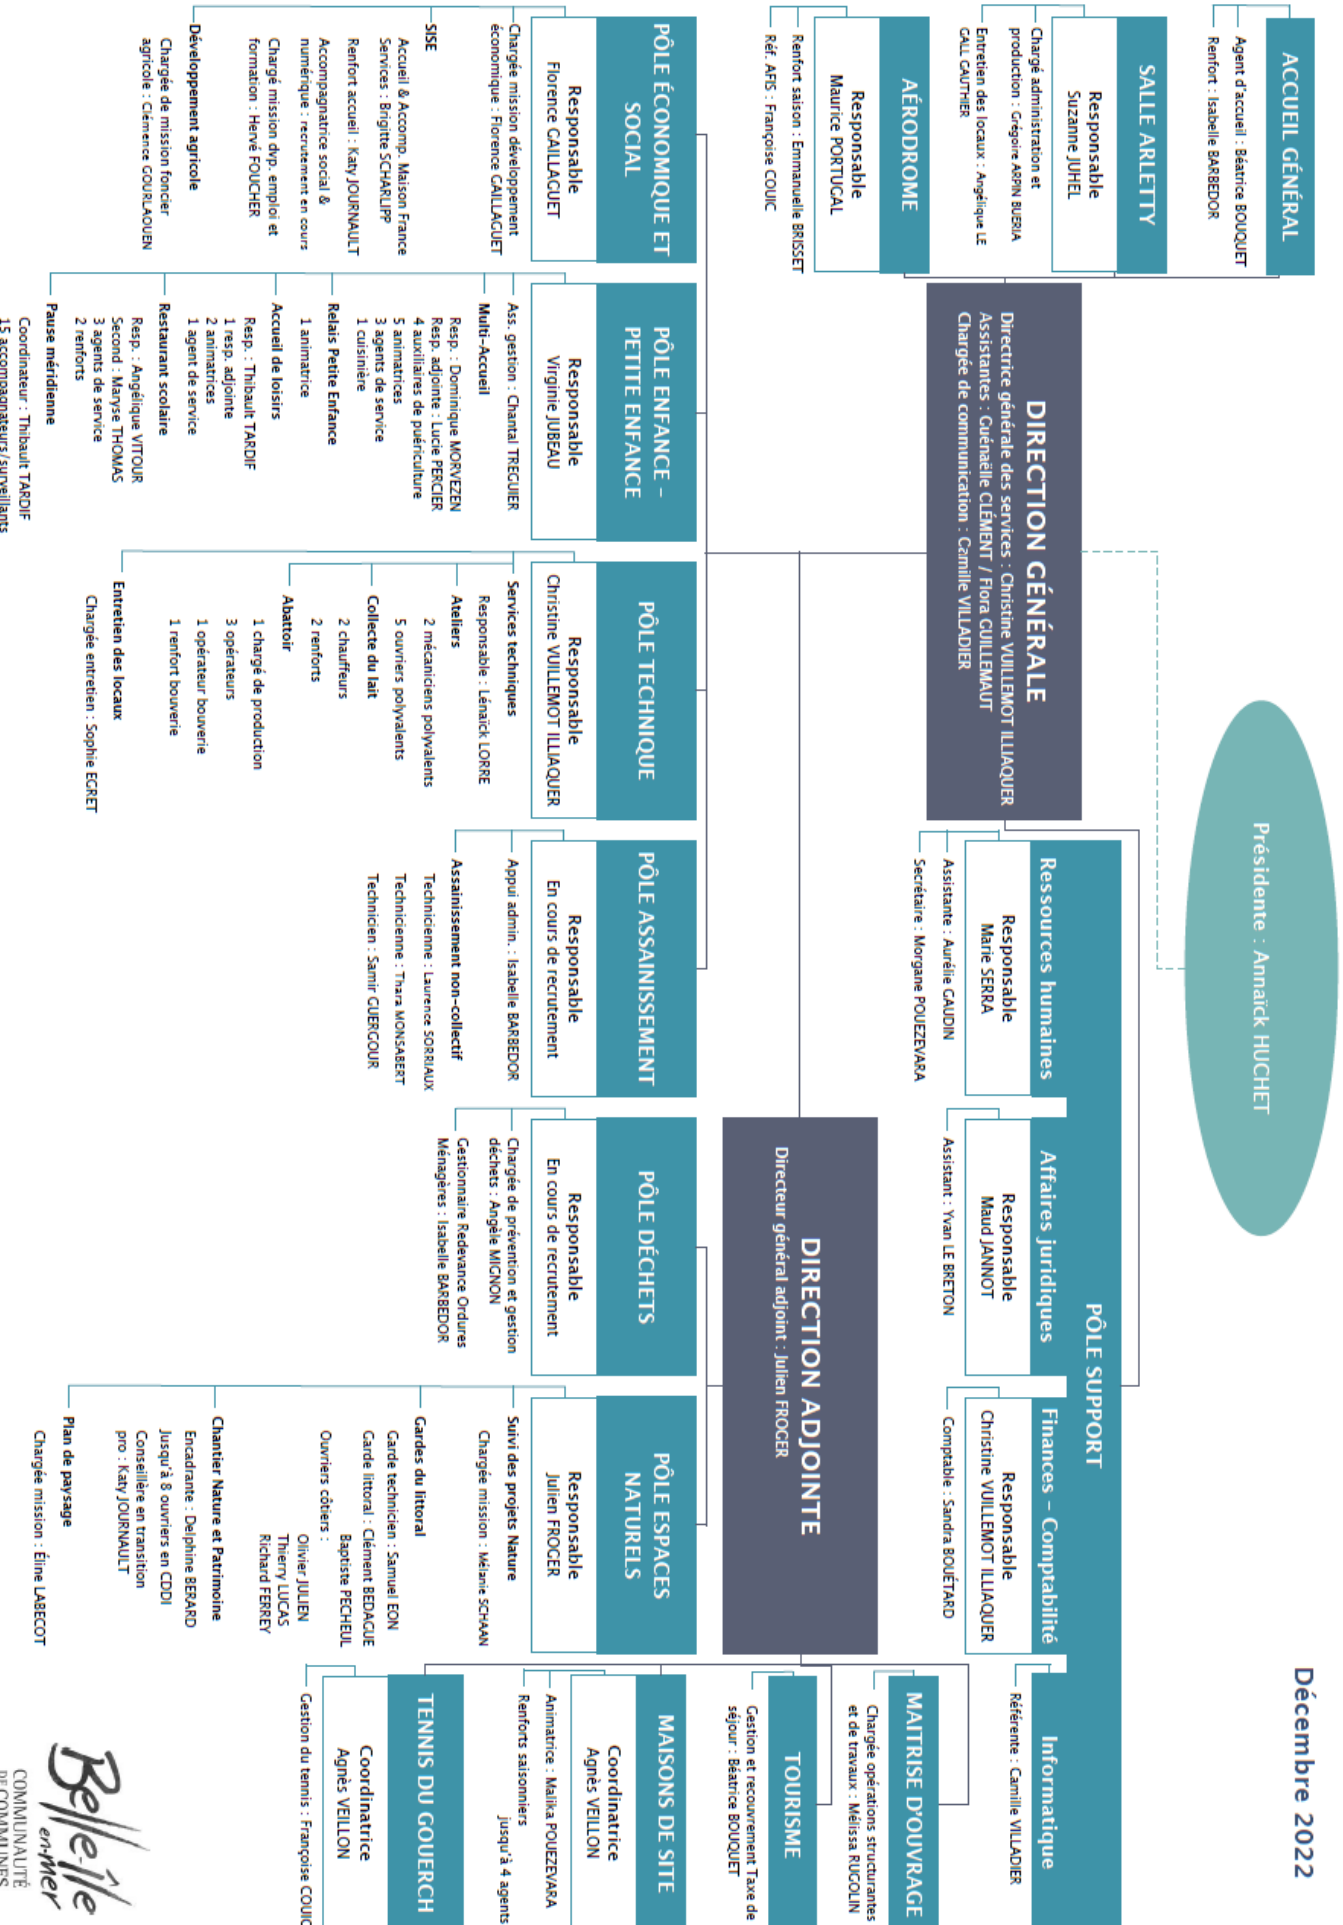 Décembre 2022
Présidente : Annaïck HUCHET
ACCUEIL GÉNÉRAL
Agent d'accueil : Béatrice BOUQUET
Renfort : Isabelle BARBEDOR
SALLE ARLETTY
Responsable
Suzanne JUHEL
Chargé administration et
production : Grégoire ARPIN BUERIA
Entretien des locaux : Angélique LE
GALL GAUTHIER
AÉRODROME
Responsable
Maurice PORTUGAL
Renfort saison : Emmanuelle BRISSET
Réf. AFIS : Françoise COUIC
DIRECTION GÉNÉRALE
Directrice générale des services : Christine VUILLEMOT ILLIAQUER
Assistantes : Guénaëlle CLÉMENT / Flora GUILLEMAUT
Chargée de communication : Camille VILLADIER
PÔLE SUPPORT
Ressources humaines
Responsable
Marie SERRA
Assistante : Aurélie GAUDIN
Secrétaire : Morgane POUEZEVARA
Affaires juridiques
Responsable
Maud JANNOT
Assistant : Yvan LE BRETON
Finances – Comptabilité
Responsable
Christine VUILLEMOT ILLIAQUER
Comptable : Sandra BOUÉTARD
Informatique
Référente : Camille VILLADIER
DIRECTION ADJOINTE
Directeur général adjoint : Julien FROGER
MAITRISE D'OUVRAGE
Chargée opérations structurantes
et de travaux : Mélissa RUGOLIN
TOURISME
Gestion et recouvrement Taxe de
séjour : Béatrice BOUQUET
MAISONS DE SITE
Coordinatrice
Agnès VEILLON
Animatrice : Malika POUEZEVARA
Renforts saisonniers
jusqu'à 4 agents
TENNIS DU GOUERCH
Coordinatrice
Agnès VEILLON
Gestion du tennis : Françoise COUIC
PÔLE ÉCONOMIQUE ET
SOCIAL
Responsable
Florence GAILLAGUET
Chargée mission développement
économique : Florence GAILLAGUET
SISE
Accueil & Accomp. Maison France
Services : Brigitte SCHARLIPP
Renfort accueil : Katy JOURNAULT
Accompagnatrice social &
numérique : recrutement en cours
Chargé mission dvp. emploi et
formation : Hervé FOUCHER
Développement agricole
Chargée de mission foncier
agricole : Clémence GOURLAOUEN
PÔLE ENFANCE –
PETITE ENFANCE
Responsable
Virginie JUBEAU
Ass. gestion : Chantal TREGUIER
Multi-Accueil
Resp. : Dominique MORVEZEN
Resp. adjointe : Lucie PERCIER
4 auxiliaires de puériculture
5 animatrices
3 agents de service
1 cuisinière
Relais Petite Enfance
1 animatrice
Accueil de loisirs
Resp. : Thibault TARDIF
1 resp. adjointe
2 animatrices
1 agent de service
Restaurant scolaire
Resp. : Angélique VITOUR
Second : Maryse THOMAS
3 agents de service
2 renforts
Pause méridienne
Coordinateur : Thibault TARDIF
15 accompagnateurs/surveillants
PÔLE TECHNIQUE
Responsable
Christine VUILLEMOT ILLIAQUER
Services techniques
Responsable : Lénaïck LORRE
Ateliers
2 mécaniciens polyvalents
5 ouvriers polyvalents
Collecte du lait
2 chauffeurs
2 renforts
Abattoir
1 chargé de production
3 opérateurs
1 opérateur bouverie
1 renfort bouverie
Entretien des locaux
Chargée entretien : Sophie EGRET
PÔLE ASSAINISSEMENT
Responsable
En cours de recrutement
Appui admin. : Isabelle BARBEDOR
Assainissement non-collectif
Technicienne : Laurence SORRIAUX
Technicienne : Thara MONSABERT
Technicien : Samir GUERGOUR
PÔLE DÉCHETS
Responsable
En cours de recrutement
Chargée de prévention et gestion
déchets : Angèle MIGNON
Gestionnaire Redevance Ordures
Ménagères : Isabelle BARBEDOR
PÔLE ESPACES
NATURELS
Responsable
Julien FROGER
Suivi des projets Nature
Chargée mission : Mélanie SCHAAN
Gardes du littoral
Garde technicien : Samuel EON
Garde littoral : Clément BEDAGUE
Ouvriers côtiers :
Baptiste PECHEUL
Olivier JULIEN
Thierry LUCAS
Richard FERREY
Chantier Nature et Patrimoine
Encadrante : Delphine BERARD
Jusqu'à 8 ouvriers en CDDI
Conseillère en transition
pro : Katy JOURNAULT
Plan de paysage
Chargée mission : Éline LABECOT
Belle-île
en-mer
COMMUNAUTÉ
DE COMMUNES